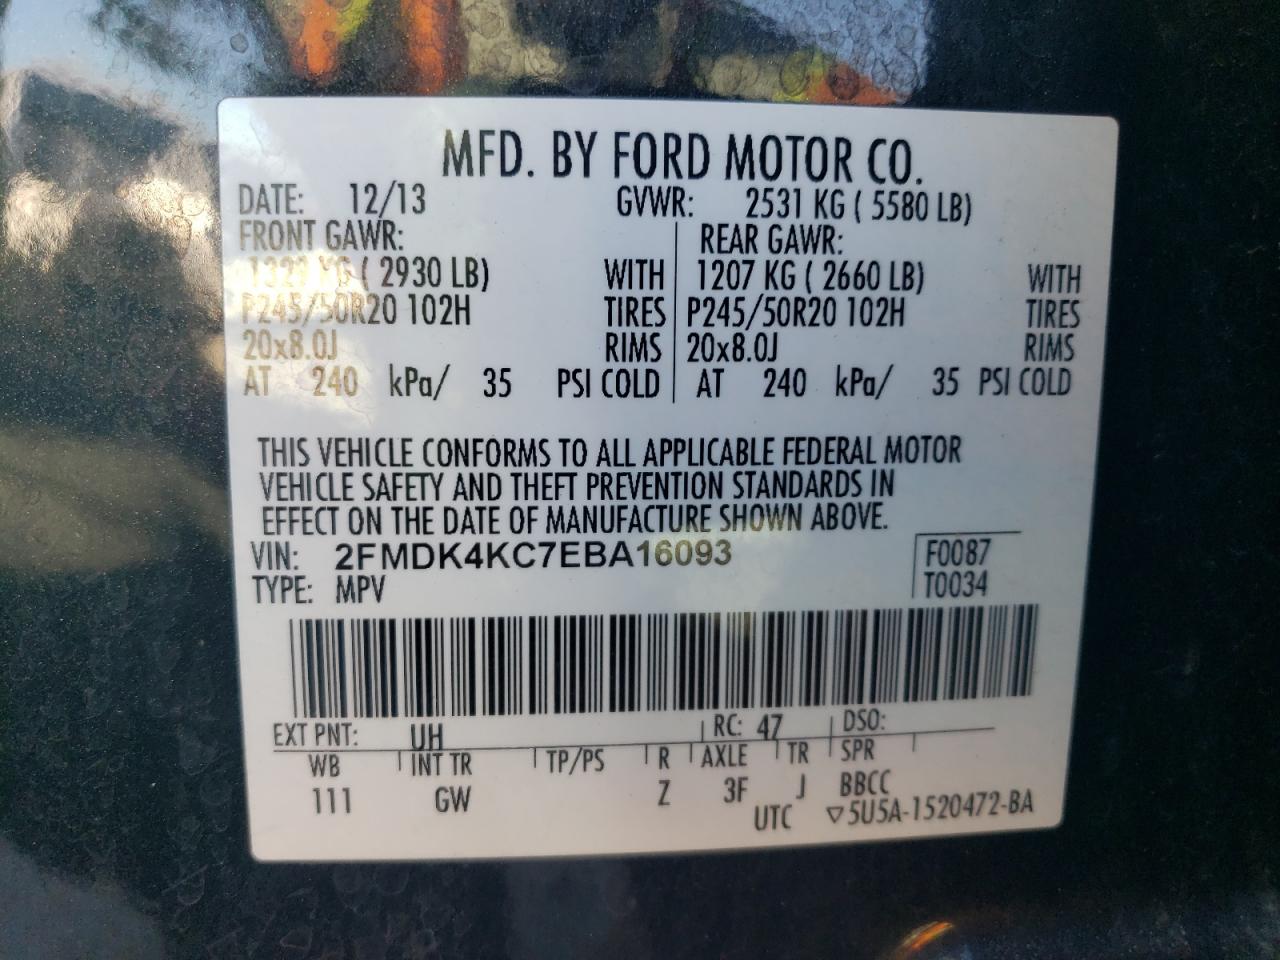 MFD. BY FORD MOTOR CO.
DATE: 12/13 GVWR: 2531 KG ( 5580 LB)
FRONT GAWR: REAR GAWR:
1329 KG ( 2930 LB) WITH 1207 KG ( 2660 LB) WITH
P245/50R20 102H TIRES P245/50R20 102H TIRES
20x8.0J RIMS 20x8.0J RIMS
AT 240 kPa/ 35 PSI COLD AT 240 kPa/ 35 PSI COLD
THIS VEHICLE CONFORMS TO ALL APPLICABLE FEDERAL MOTOR
VEHICLE SAFETY AND THEFT PREVENTION STANDARDS IN
EFFECT ON THE DATE OF MANUFACTURE SHOWN ABOVE.
VIN: 2FMDK4KC7EBA16093 F0087
TYPE: MPV T0034
EXT PNT: UH RC: 47 DSO:
WB INT TR TP/PS R AXLE TR SPR
111 GW Z 3F J BBCC
UTC ▽5U5A-1520472-BA